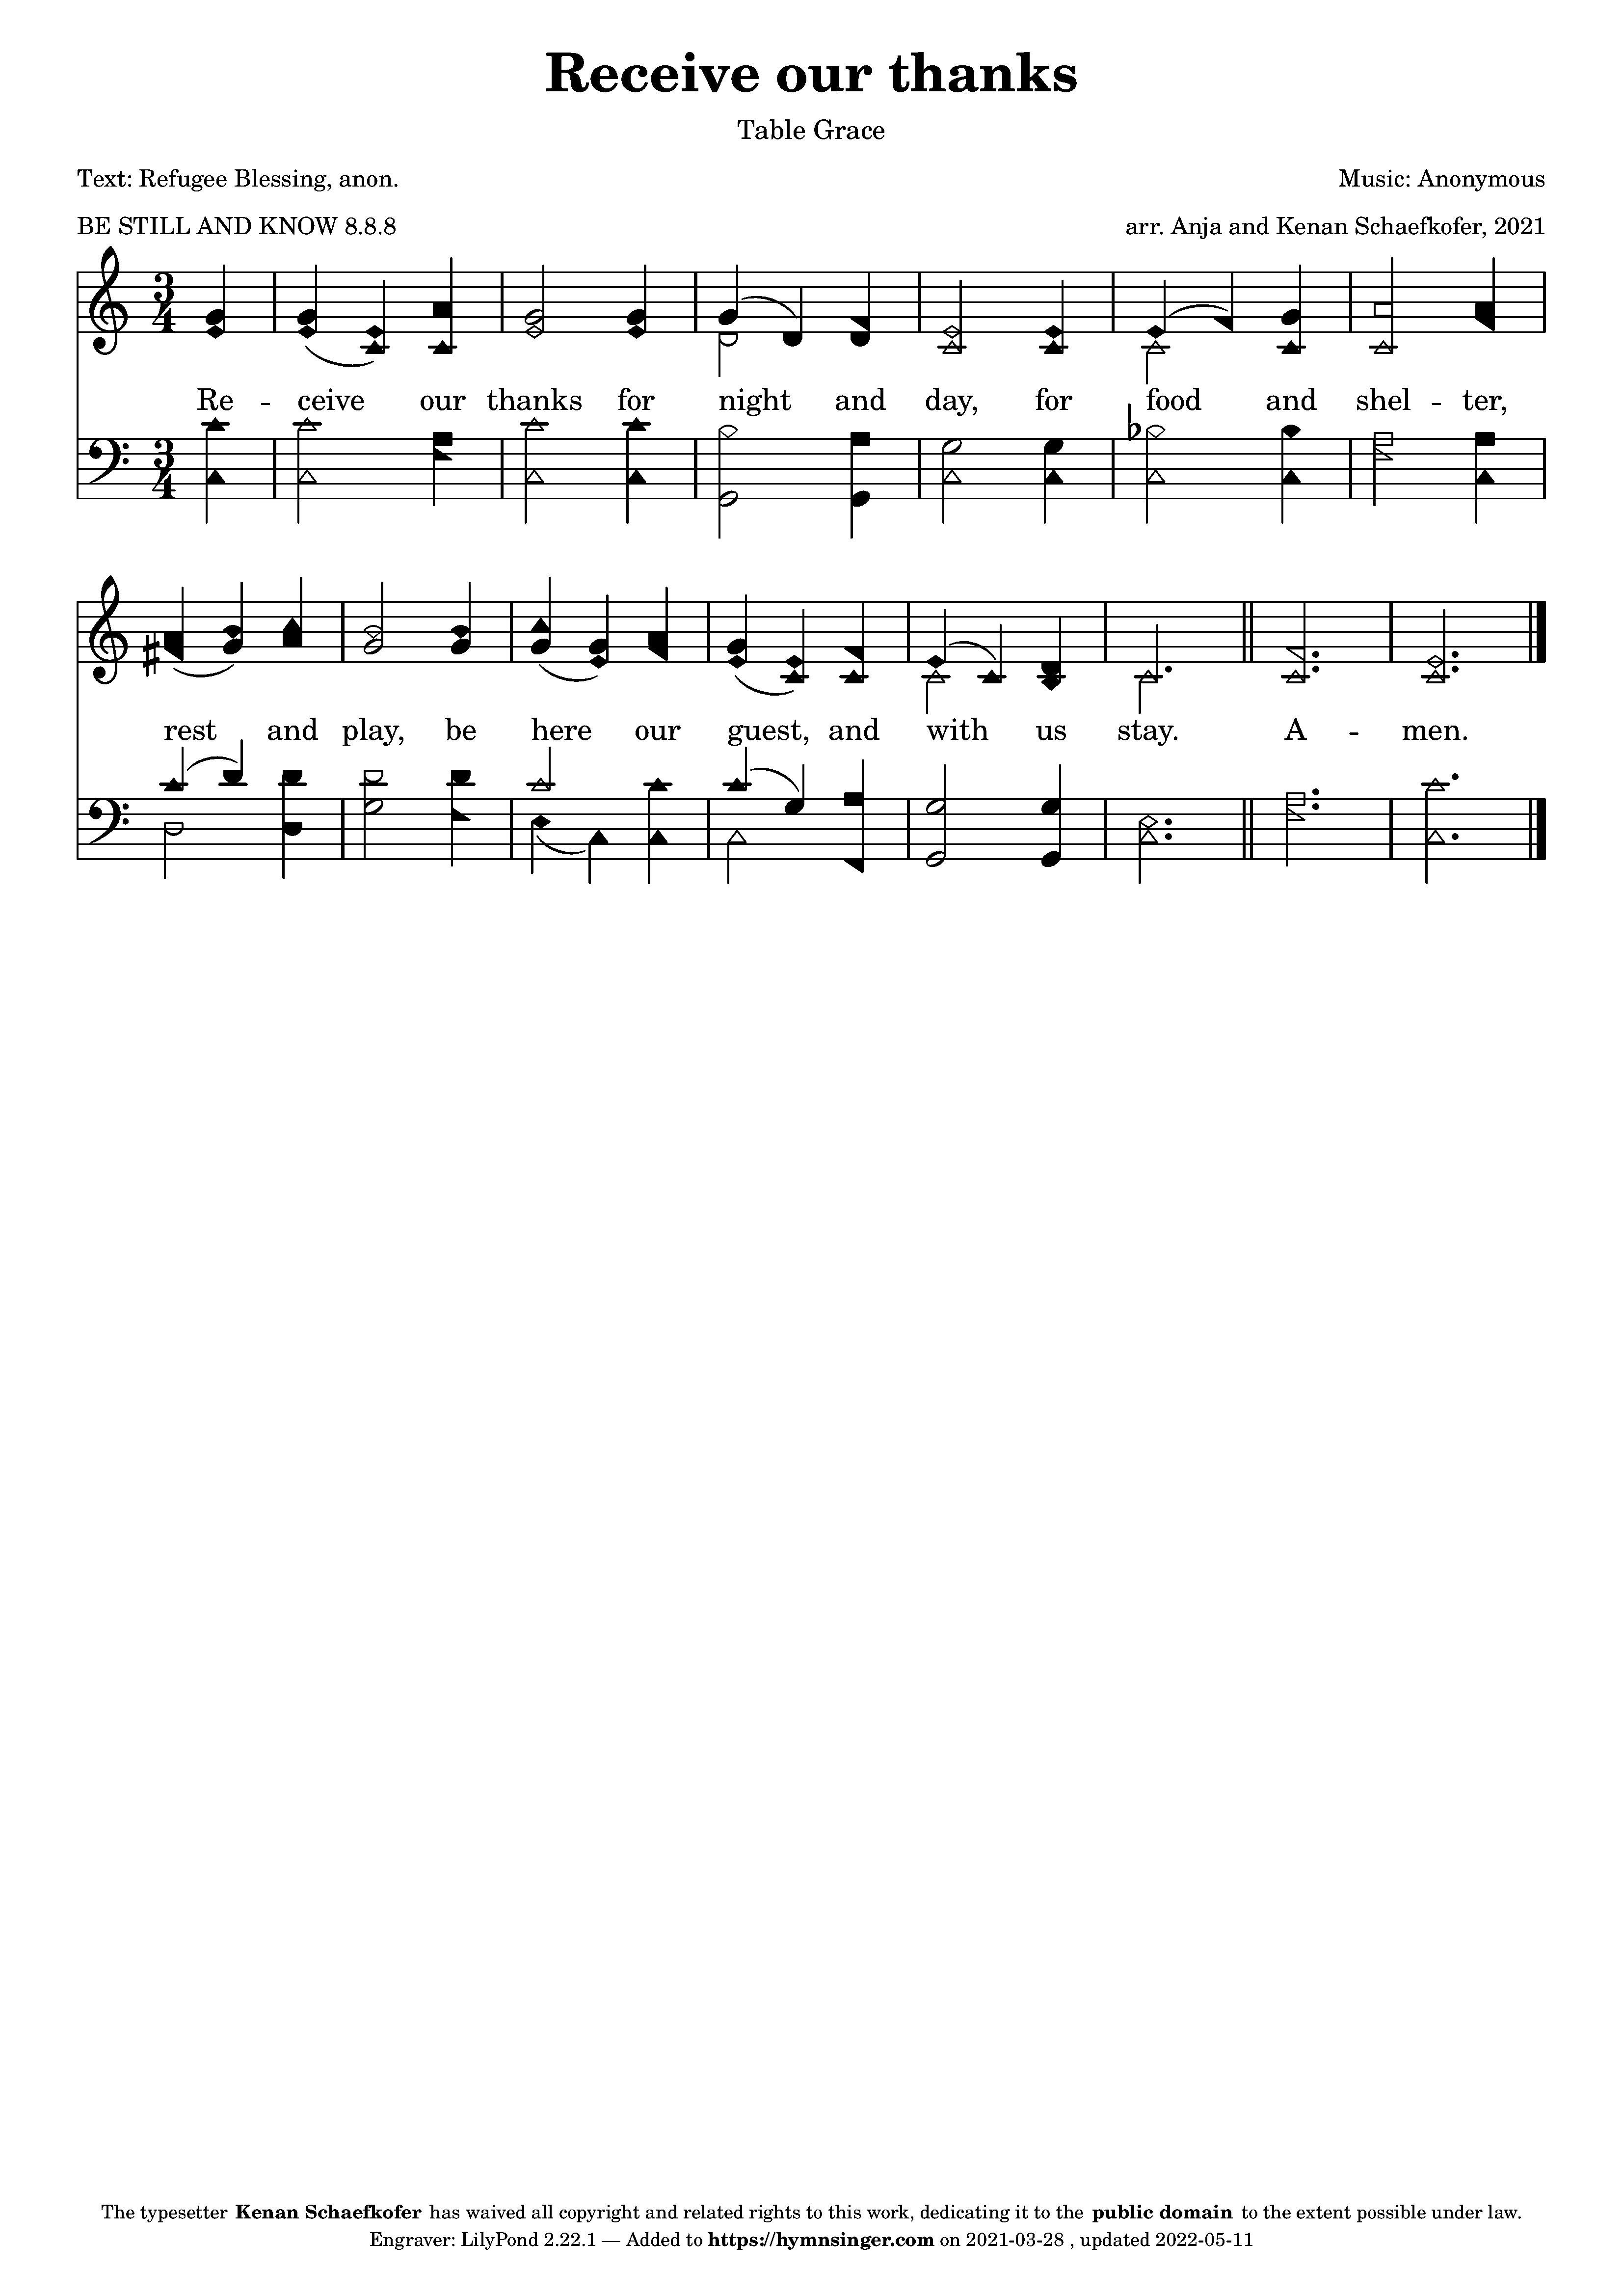 Receive our thanks
Table Grace
Text: Refugee Blessing, anon.
Music: Anonymous
BE STILL AND KNOW 8.8.8
arr. Anja and Kenan Schaefkofer, 2021
3 4
Re - ceive our thanks for night and day, for food and shel - ter,
3 4
rest and play, be here our guest, and with us stay. A - men.
The typesetter Kenan Schaefkofer has waived all copyright and related rights to this work, dedicating it to the public domain to the extent possible under law.
Engraver: LilyPond 2.22.1 — Added to https://hymnsinger.com on 2021-03-28 , updated 2022-05-11